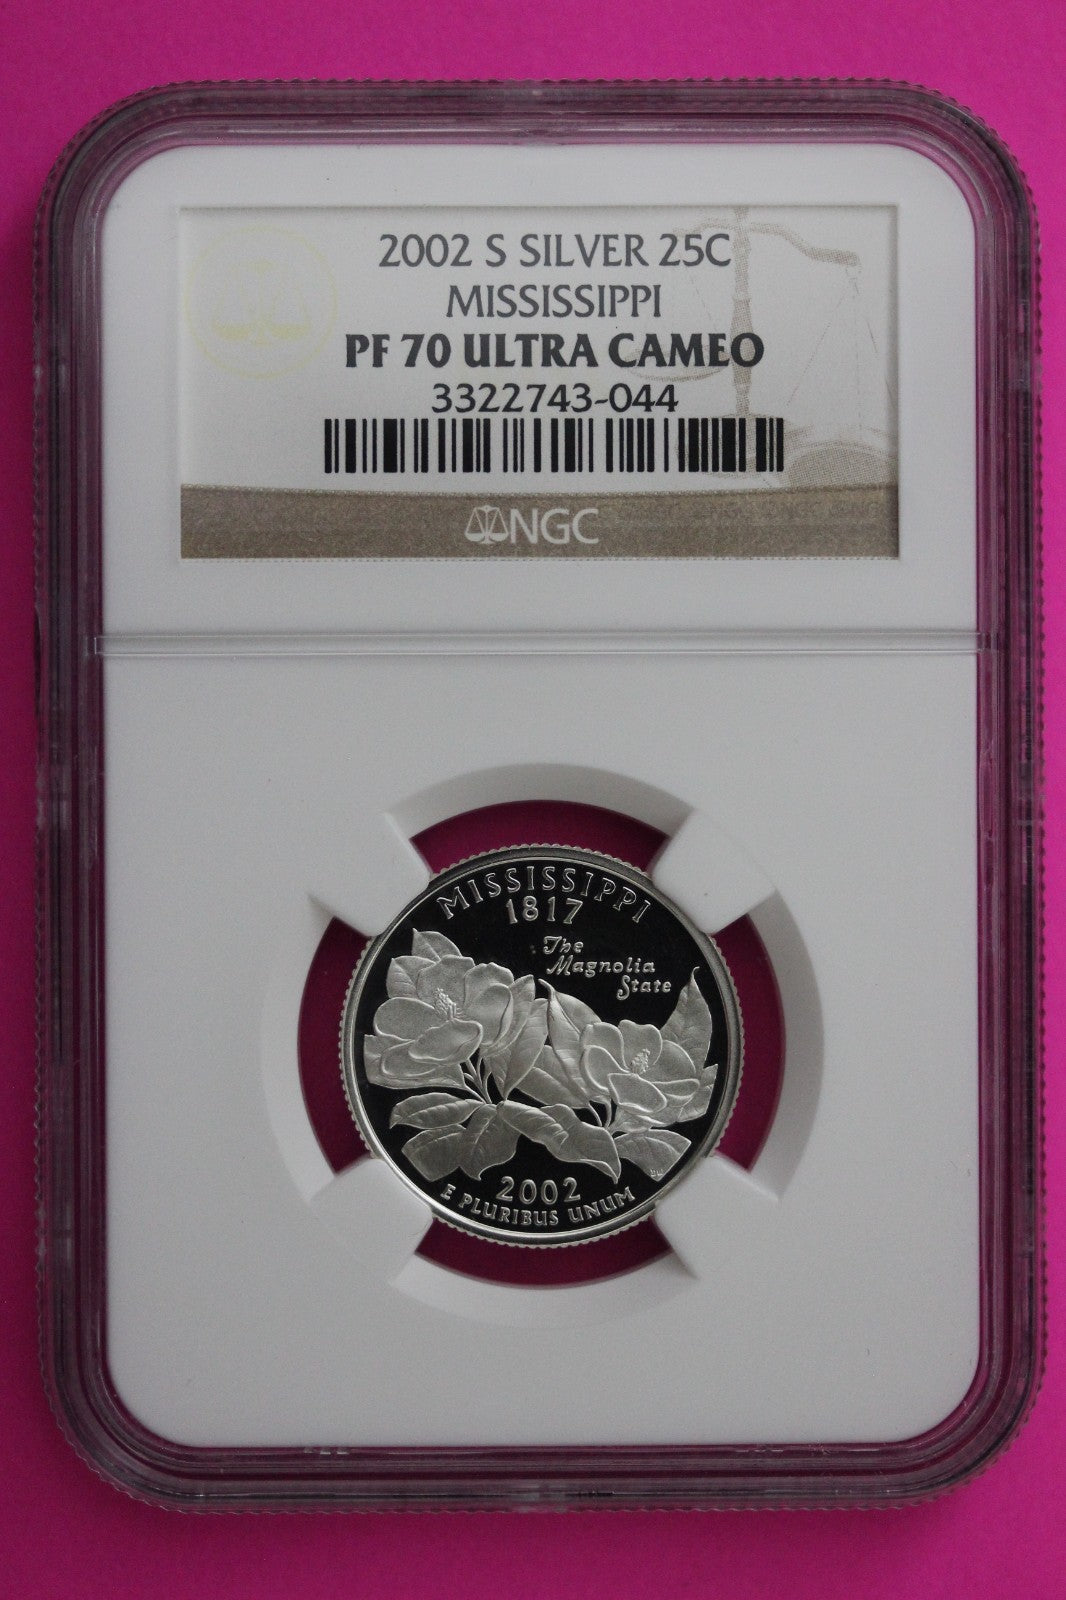 2002 S SILVER 25C
MISSISSIPPI
PF 70 ULTRA CAMEO
3322743-044
NGC
MISSISSIPPI
1817
The
Magnolia
State
2002
E PLURIBUS UNUM